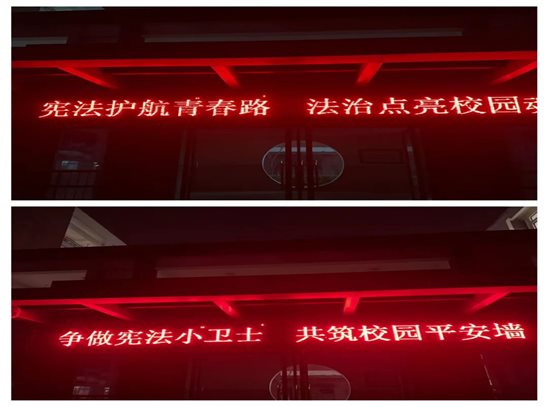 宪法护航青春路 法治点亮校园
争做宪法小卫士 共筑校园平安墙